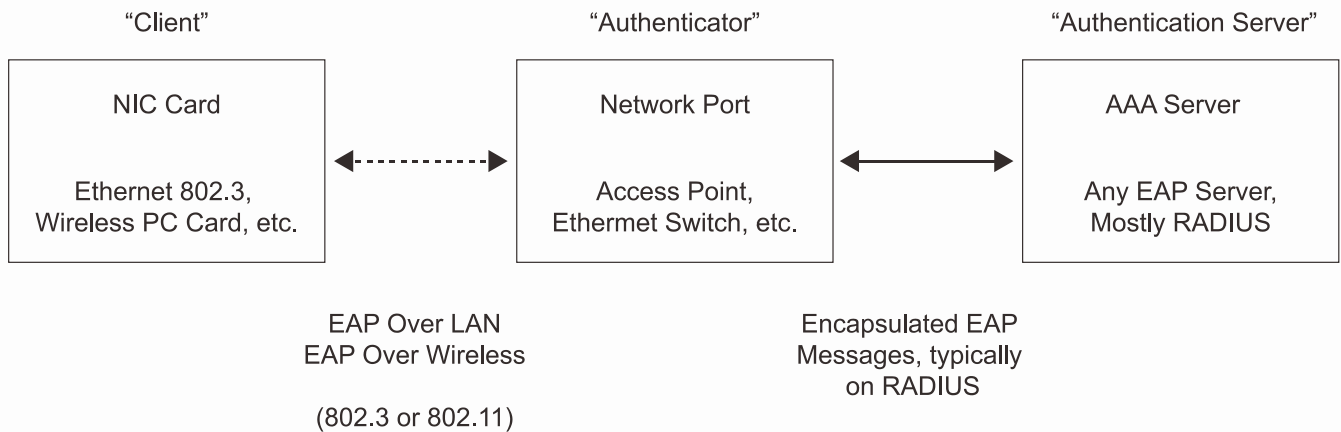 “Client”
“Authenticator”
“Authentication Server”
NIC Card
Ethernet 802.3,
Wireless PC Card, etc.
Network Port
Access Point,
Ethermet Switch, etc.
AAA Server
Any EAP Server,
Mostly RADIUS
EAP Over LAN
EAP Over Wireless
(802.3 or 802.11)
Encapsulated EAP
Messages, typically
on RADIUS